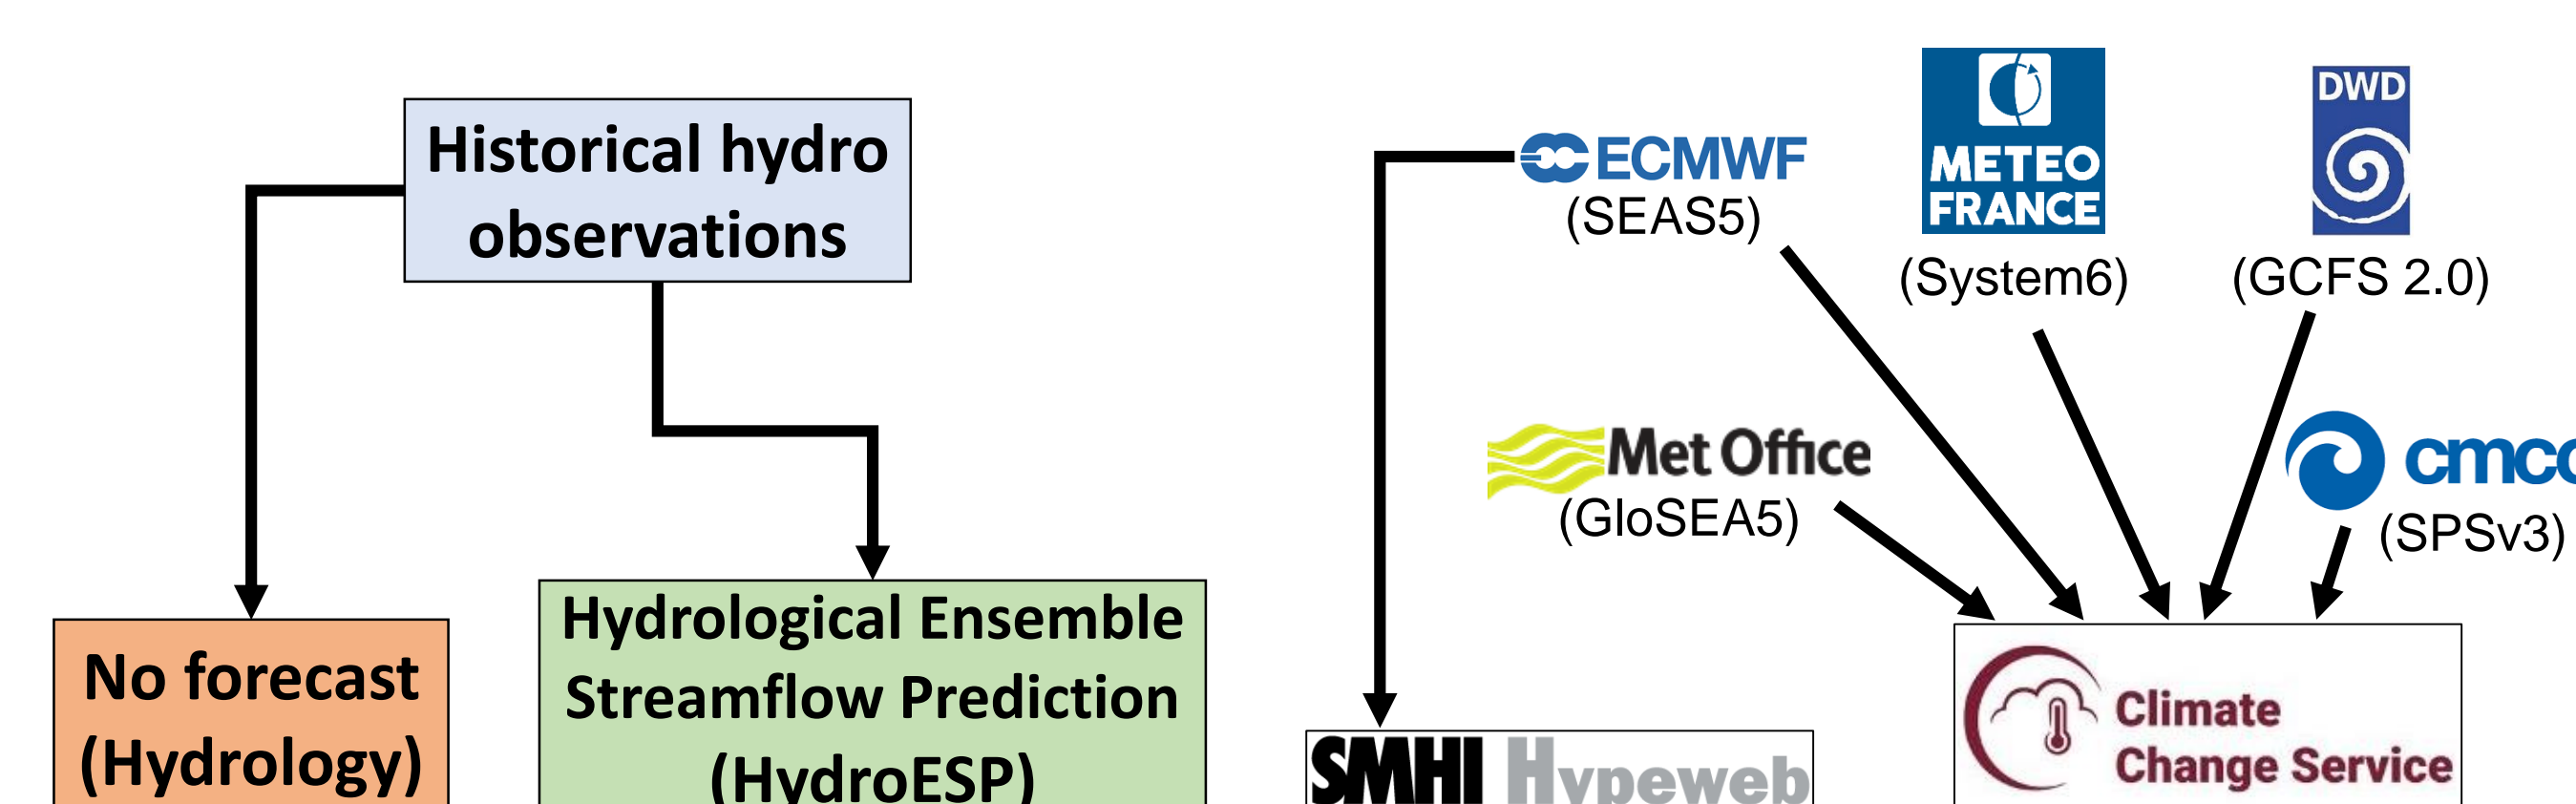 Historical hydro
observations
No forecast
(Hydrology)
Hydrological Ensemble
Streamflow Prediction
(HydroESP)
ECMWF
(SEAS5)
METEO
FRANCE
(System6)
DWD
(GCFS 2.0)
Met Office
(GloSEA5)
cmcc
(SPSv3)
SMHI Hypeweb
Climate
Change Service